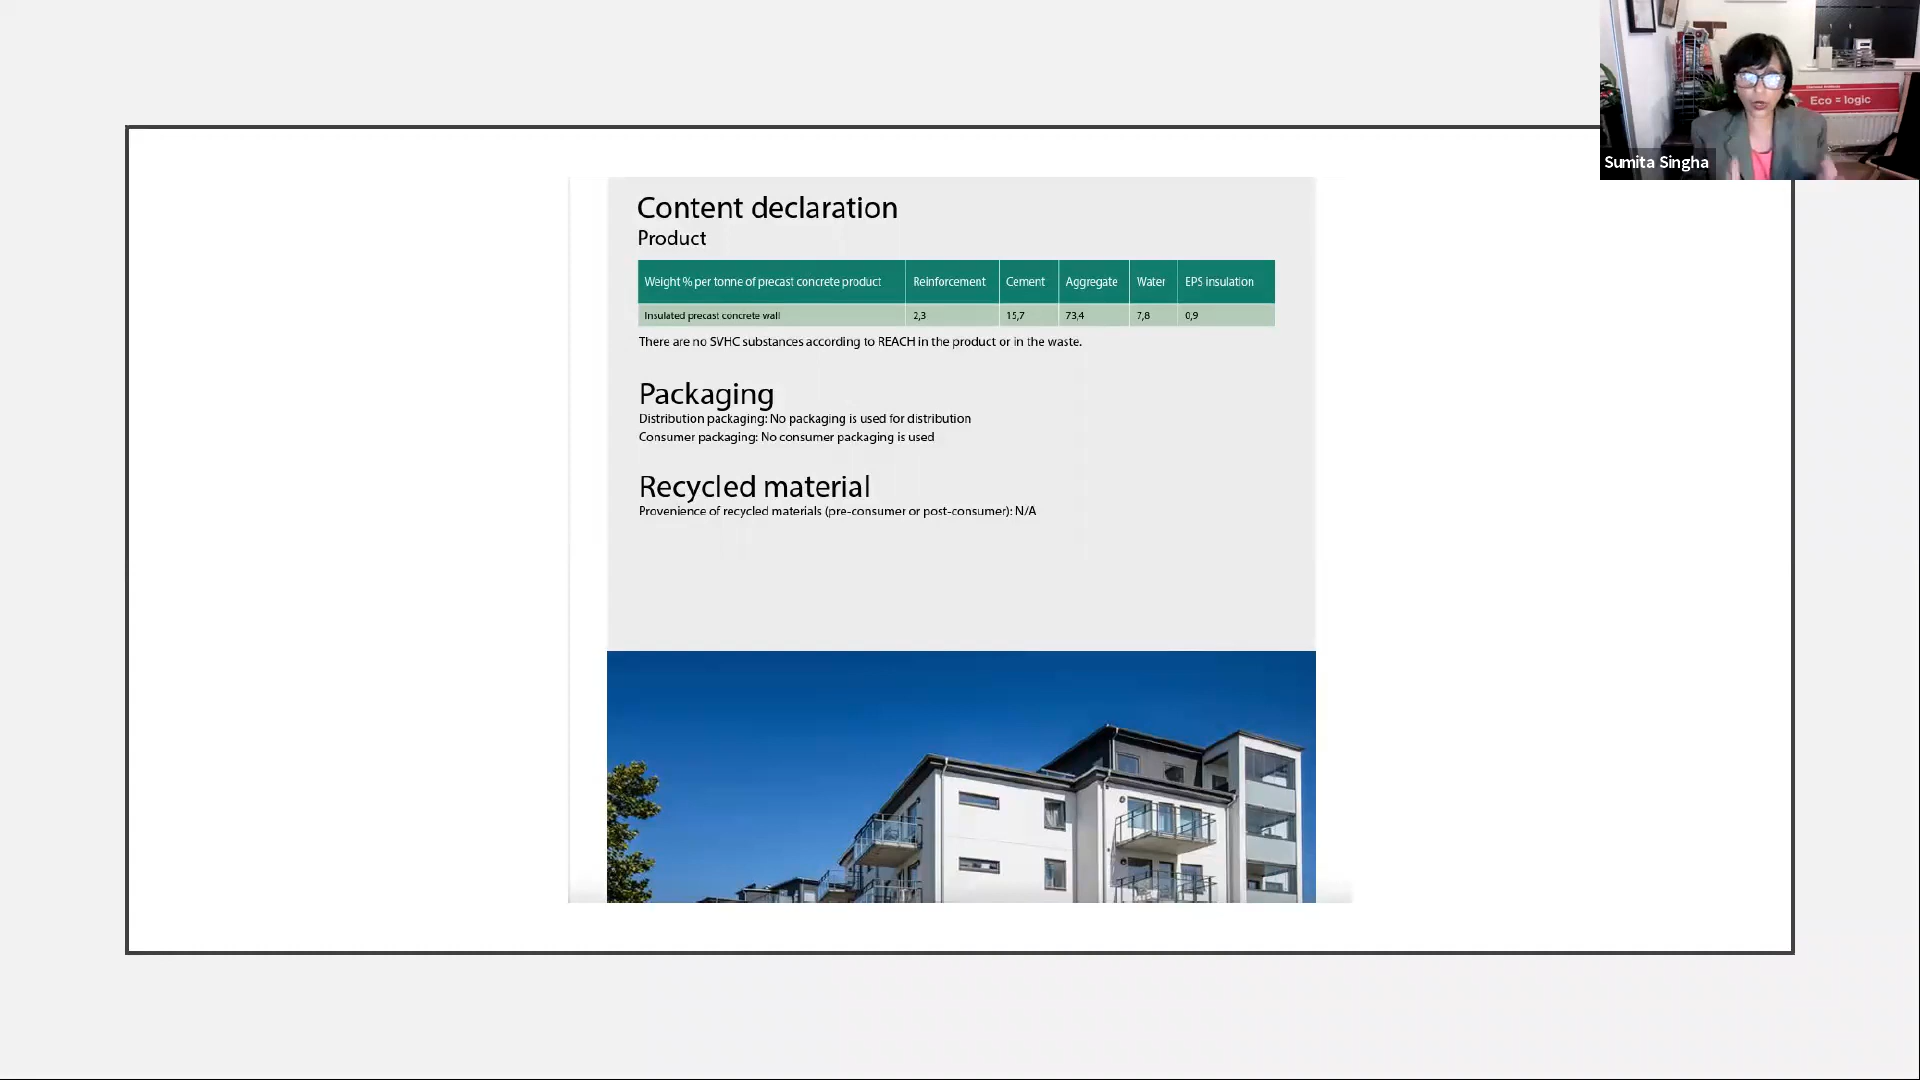 Eco = logic
Sumita Singha
Content declaration
Product
Weight % per tonne of precast concrete product Reinforcement Cement Aggregate Water EPS insulation
Insulated precast concrete wall 2,3 15,7 73,4 7,8 0,9
There are no SVHC substances according to REACH in the product or in the waste.
Packaging
Distribution packaging: No packaging is used for distribution
Consumer packaging: No consumer packaging is used
Recycled material
Provenience of recycled materials (pre-consumer or post-consumer): N/A